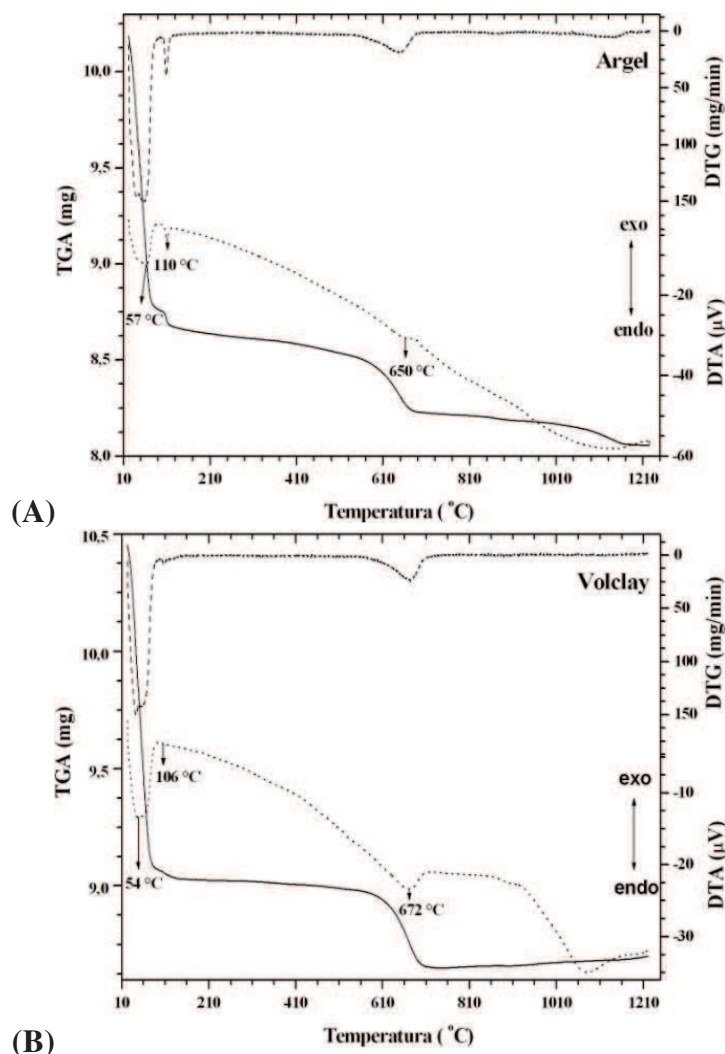 Argel
10,0
9,5
9,0
8,5
8,0
TGA (mg)
0
50
100
150
DTG (mg/min)
-20
-40
-60
DTA (µV)
exo
endo
110 °C
57 °C
650 °C
10 210 410 610 810 1010 1210
Temperatura ( °C)
(A)
Volclay
10,5
10,0
9,5
9,0
TGA (mg)
0
50
100
150
DTG (mg/min)
-10
-20
-30
DTA (µV)
exo
endo
106 °C
54 °C
672 °C
10 210 410 610 810 1010 1210
Temperatura ( °C)
(B)